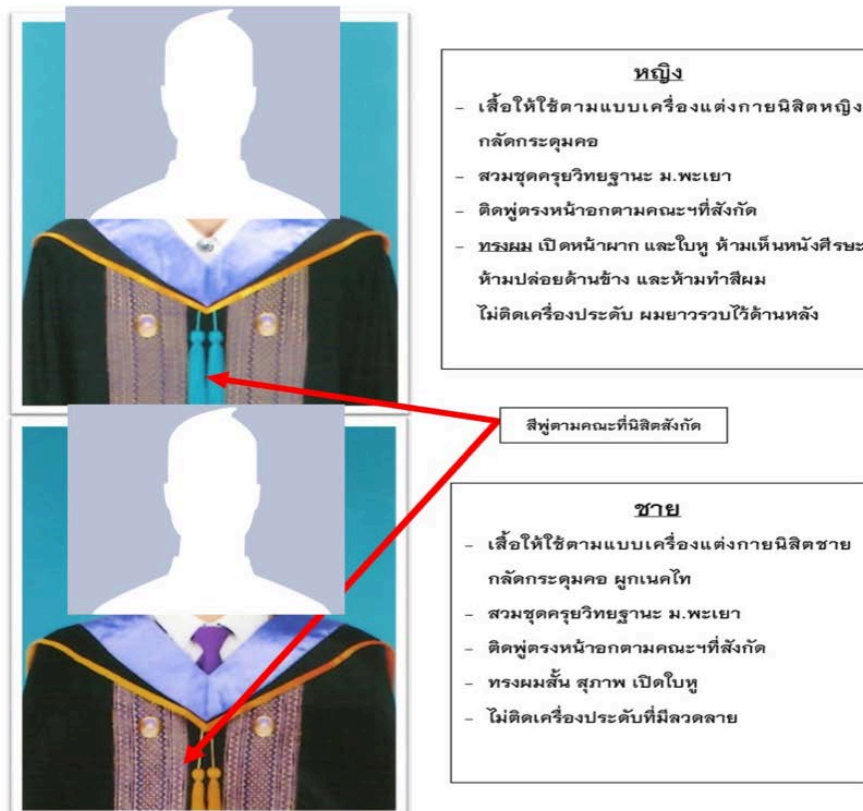 หญิง
- เสื้อให้ใช้ตามแบบเครื่องแต่งกายนิสิตหญิง
กลัดกระดุมคอ
- สวมชุดครุยวิทยฐานะ ม.พะเยา
- ติดพู่ตรงหน้าอกตามคณะฯที่สังกัด
- ทรงผม เปิดหน้าผาก และใบหู ห้ามเห็นหนังศีรษะ
ห้ามปล่อยด้านข้าง และห้ามทำสีผม
ไม่ติดเครื่องประดับ ผมยาวรวบไว้ด้านหลัง
สีพู่ตามคณะที่นิสิตสังกัด
ชาย
- เสื้อให้ใช้ตามแบบเครื่องแต่งกายนิสิตชาย
กลัดกระดุมคอ ผูกเนคไท
- สวมชุดครุยวิทยฐานะ ม.พะเยา
- ติดพู่ตรงหน้าอกตามคณะฯที่สังกัด
- ทรงผมสั้น สุภาพ เปิดใบหู
- ไม่ติดเครื่องประดับที่มีลวดลาย